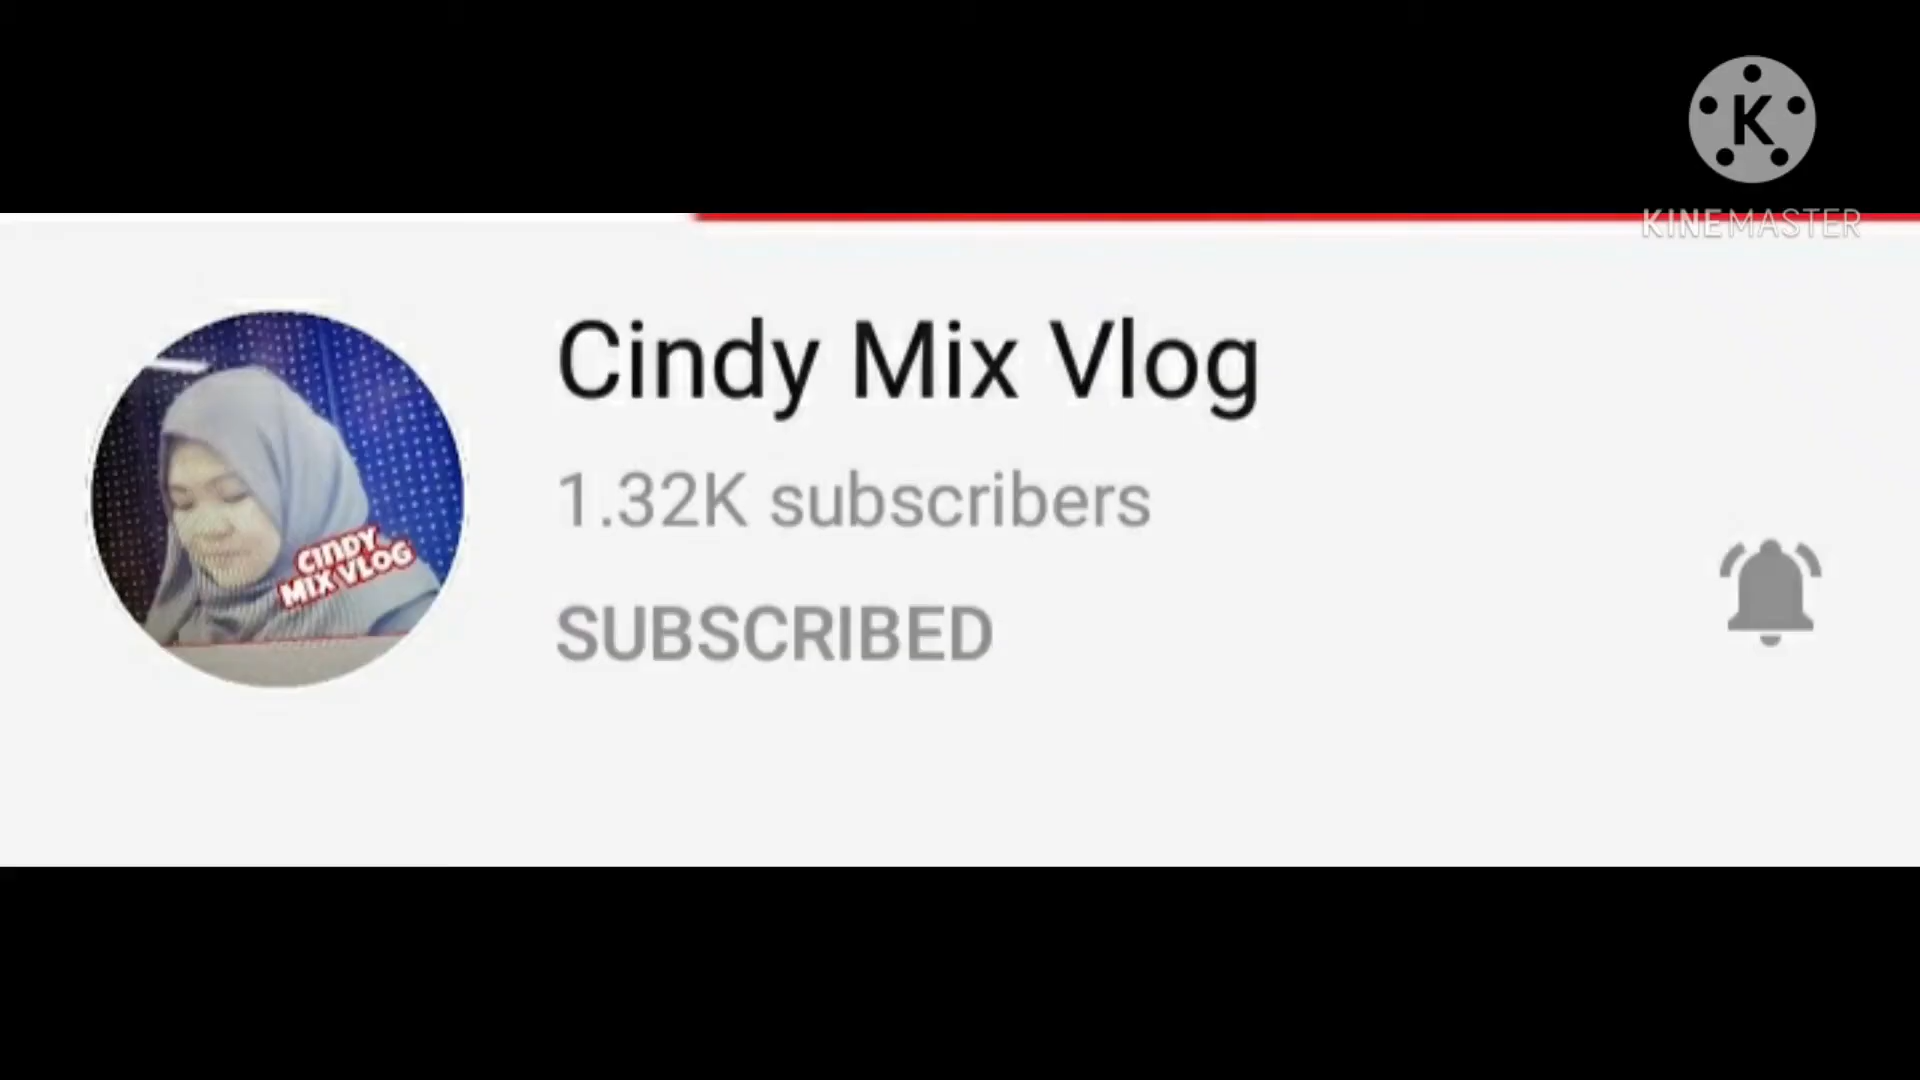 K
KINEMASTER
Cindy Mix Vlog
1.32K subscribers
SUBSCRIBED
CINDY
MIX VLOG